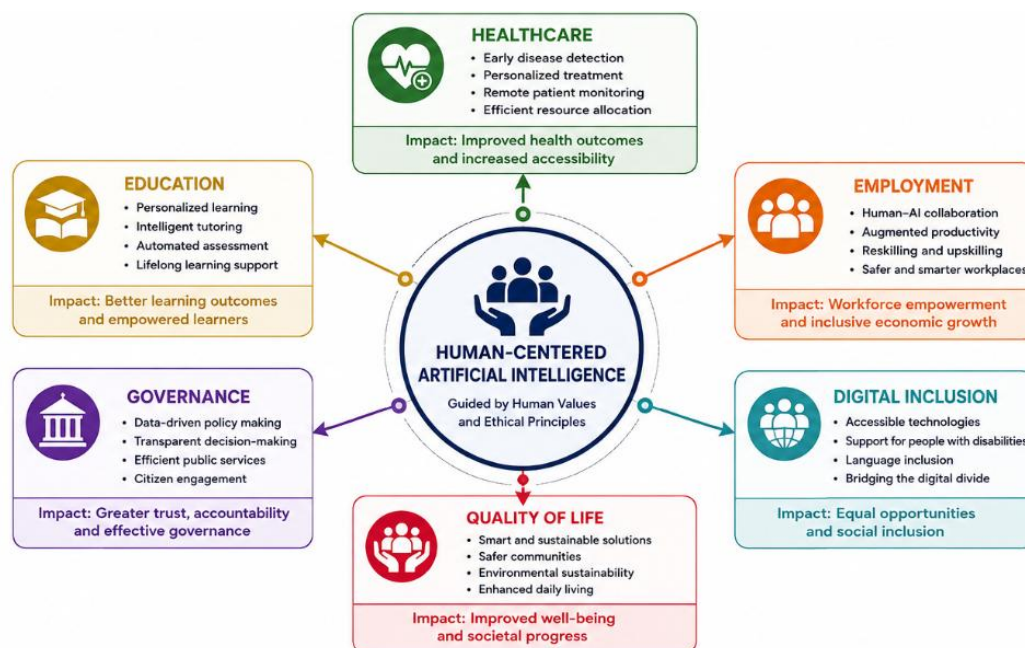 HEALTHCARE
• Early disease detection
• Personalized treatment
• Remote patient monitoring
• Efficient resource allocation
Impact: Improved health outcomes
and increased accessibility
EDUCATION
• Personalized learning
• Intelligent tutoring
• Automated assessment
• Lifelong learning support
Impact: Better learning outcomes
and empowered learners
EMPLOYMENT
• Human–AI collaboration
• Augmented productivity
• Reskilling and upskilling
• Safer and smarter workplaces
Impact: Workforce empowerment
and inclusive economic growth
HUMAN-CENTERED
ARTIFICIAL INTELLIGENCE
Guided by Human Values
and Ethical Principles
GOVERNANCE
• Data-driven policy making
• Transparent decision-making
• Efficient public services
• Citizen engagement
Impact: Greater trust, accountability
and effective governance
DIGITAL INCLUSION
• Accessible technologies
• Support for people with disabilities
• Language inclusion
• Bridging the digital divide
Impact: Equal opportunities
and social inclusion
QUALITY OF LIFE
• Smart and sustainable solutions
• Safer communities
• Environmental sustainability
• Enhanced daily living
Impact: Improved well-being
and societal progress